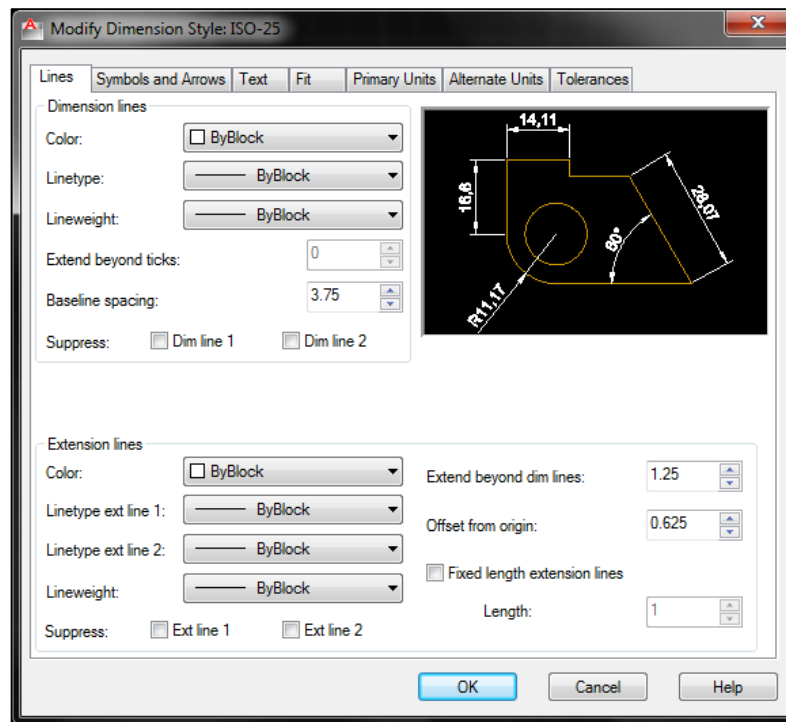 Modify Dimension Style: ISO-25
Lines
Symbols and Arrows
Text
Fit
Primary Units
Alternate Units
Tolerances
Dimension lines
Color:
ByBlock
Linetype:
ByBlock
Lineweight:
ByBlock
Extend beyond ticks:
0
Baseline spacing:
3.75
Suppress:
Dim line 1
Dim line 2
14,11
16,6
28,07
60°
R11,17
Extension lines
Color:
ByBlock
Linetype ext line 1:
ByBlock
Linetype ext line 2:
ByBlock
Lineweight:
ByBlock
Suppress:
Ext line 1
Ext line 2
Extend beyond dim lines:
1.25
Offset from origin:
0.625
Fixed length extension lines
Length:
1
OK
Cancel
Help